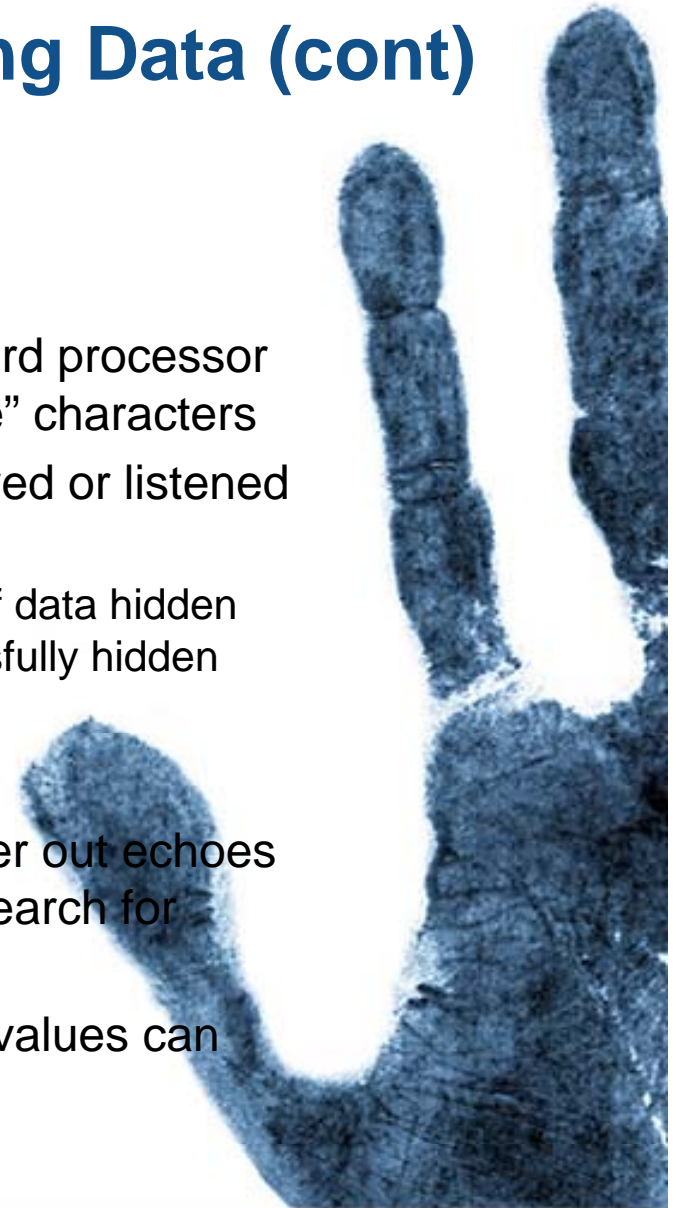 ng Data (cont)
rd processor
e” characters
ed or listened
f data hidden
sfully hidden
er out echoes
earch for
values can